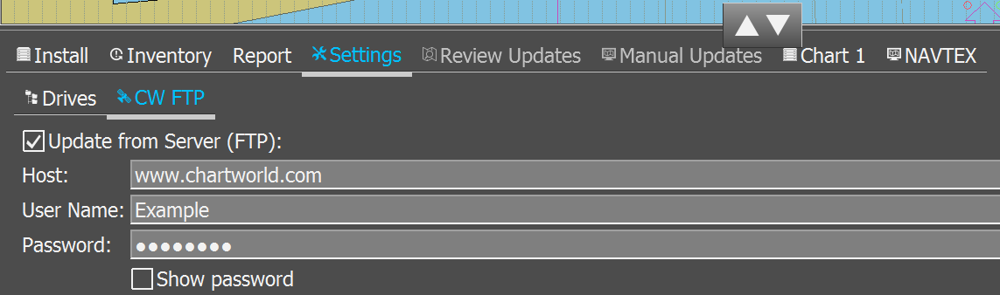 Install Inventory Report Settings Review Updates Manual Updates Chart 1 NAVTEX
Drives CW FTP
Update from Server (FTP):
Host: www.chartworld.com
User Name: Example
Password: ●●●●●●●●
Show password